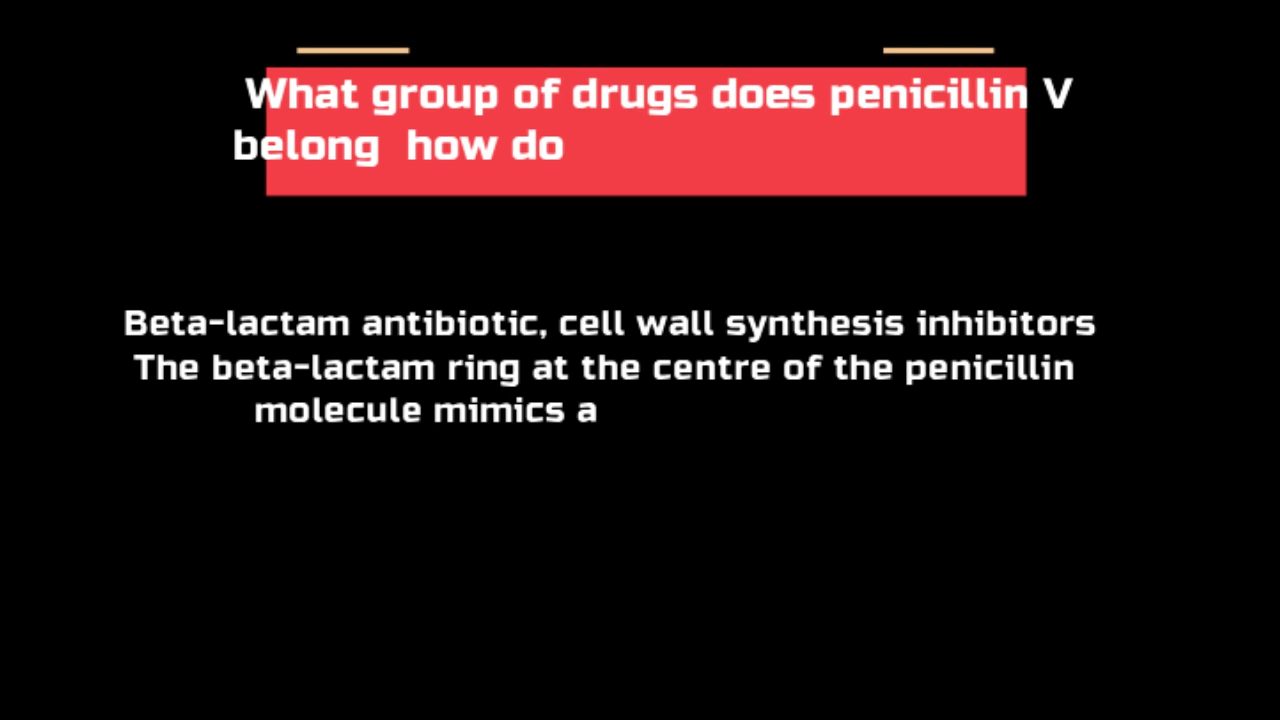 What group of drugs does penicillin V
belong  how do
Beta-lactam antibiotic, cell wall synthesis inhibitors
The beta-lactam ring at the centre of the penicillin
molecule mimics a